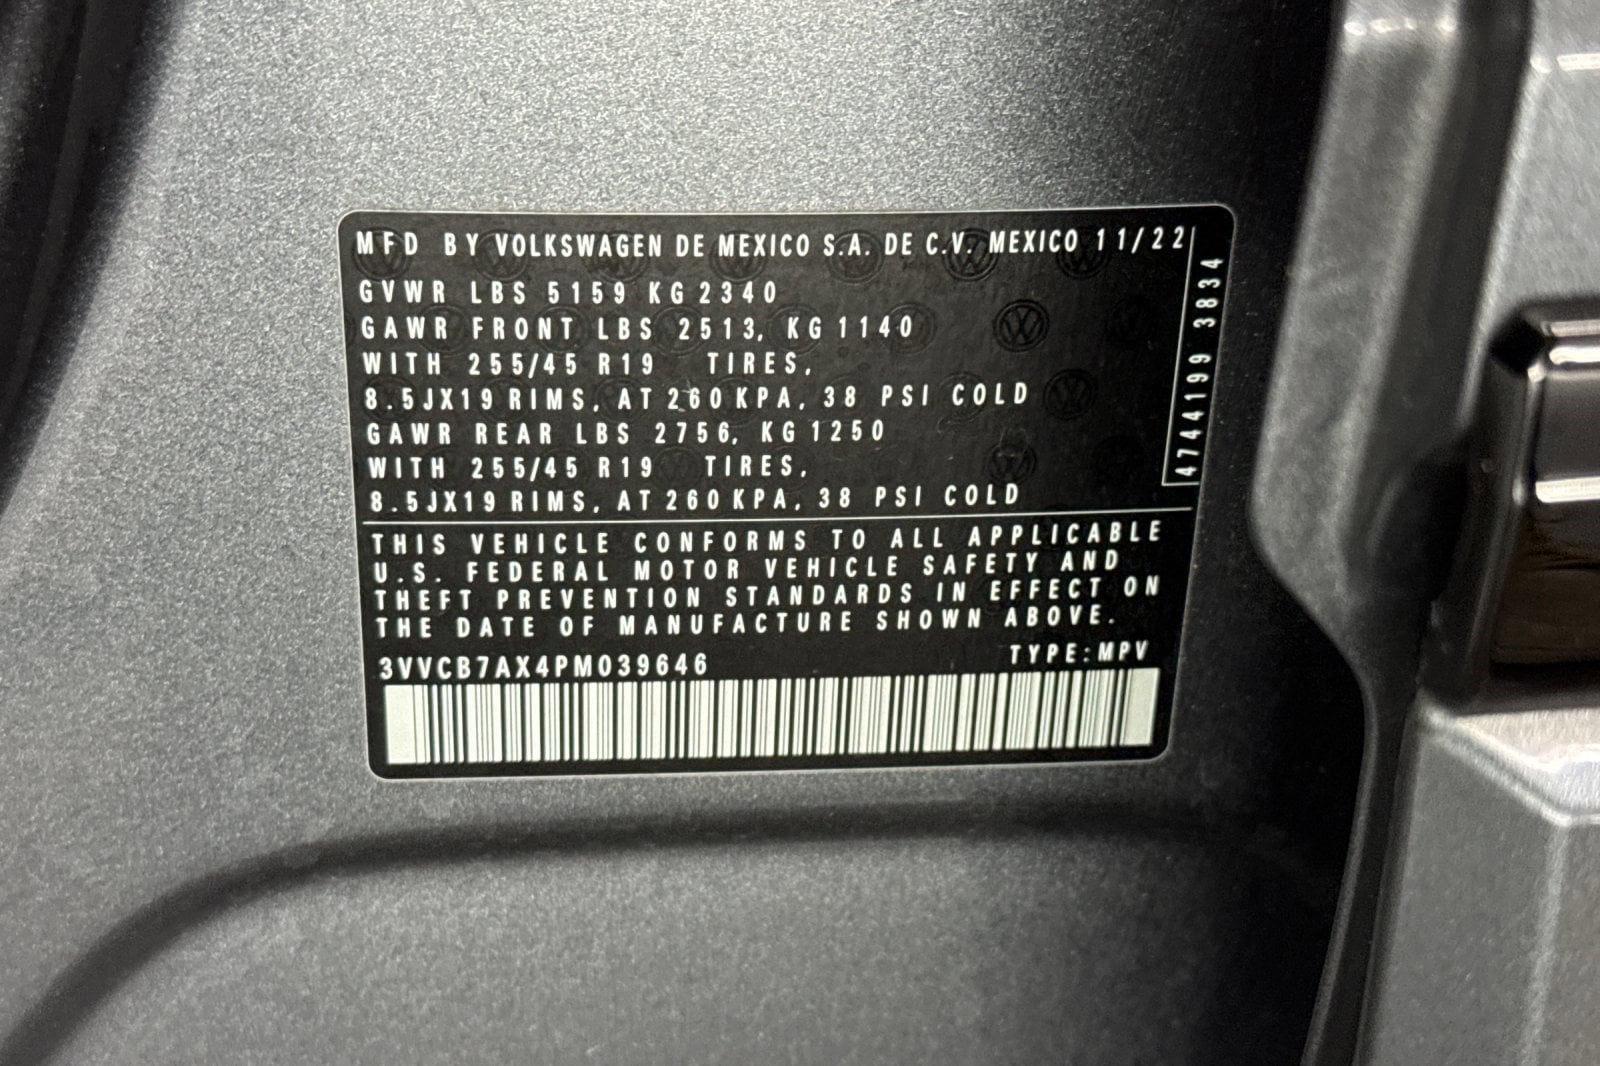 MFD BY VOLKSWAGEN DE MEXICO S.A. DE C.V. MEXICO 11/22
GVWR LBS 5159 KG 2340
GAWR FRONT LBS 2513, KG 1140
WITH 255/45 R19 TIRES,
8.5JX19 RIMS, AT 260 KPA, 38 PSI COLD
GAWR REAR LBS 2756, KG 1250
WITH 255/45 R19 TIRES,
8.5JX19 RIMS, AT 260 KPA, 38 PSI COLD
4744199 3834
THIS VEHICLE CONFORMS TO ALL APPLICABLE
U.S. FEDERAL MOTOR VEHICLE SAFETY AND
THEFT PREVENTION STANDARDS IN EFFECT ON
THE DATE OF MANUFACTURE SHOWN ABOVE.
3VVCB7AX4PM039646 TYPE:MPV